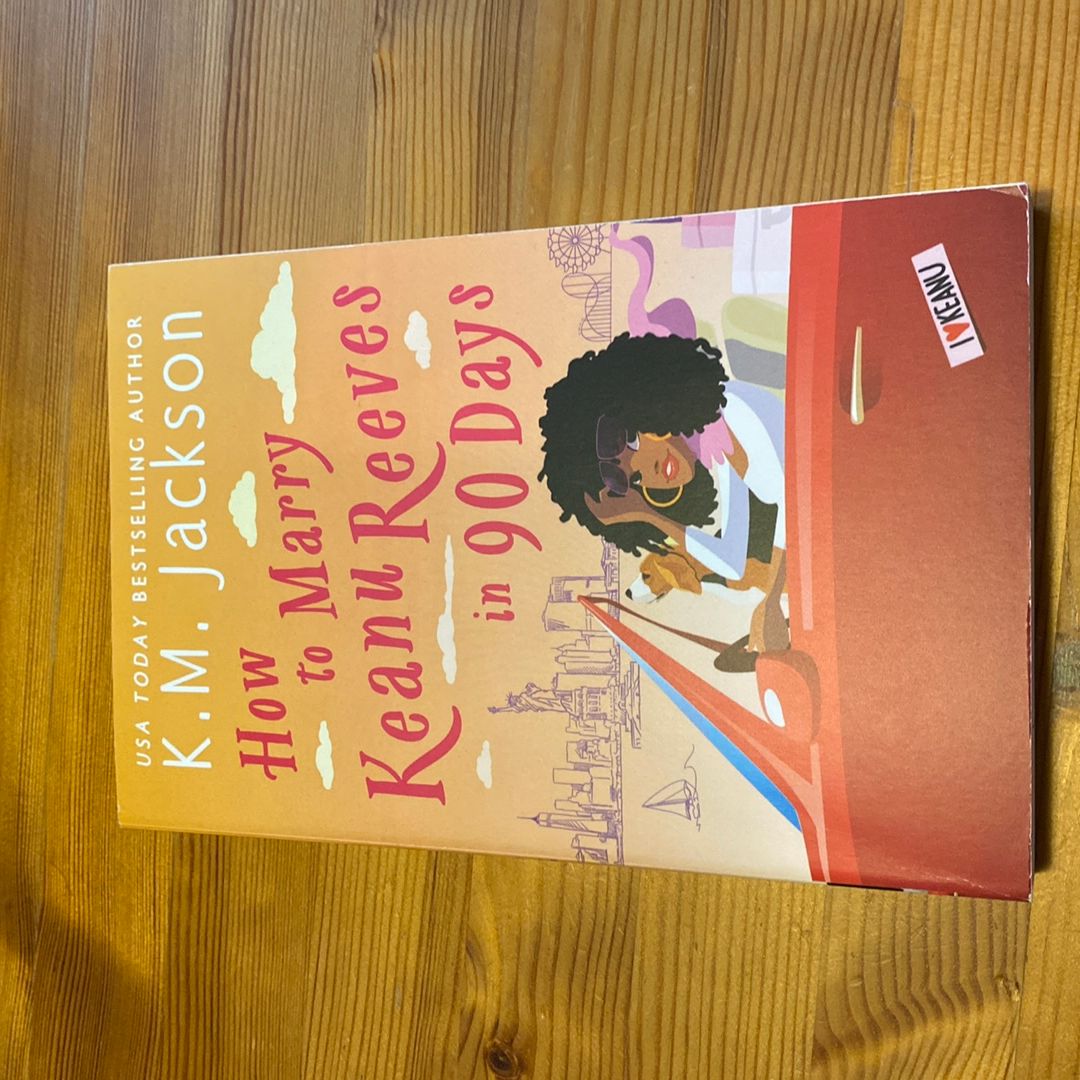 USA TODAY BESTSELLING AUTHOR
K.M. Jackson
How
to Marry
Keanu Reeves
in 90 Days
I ♥ KEANU